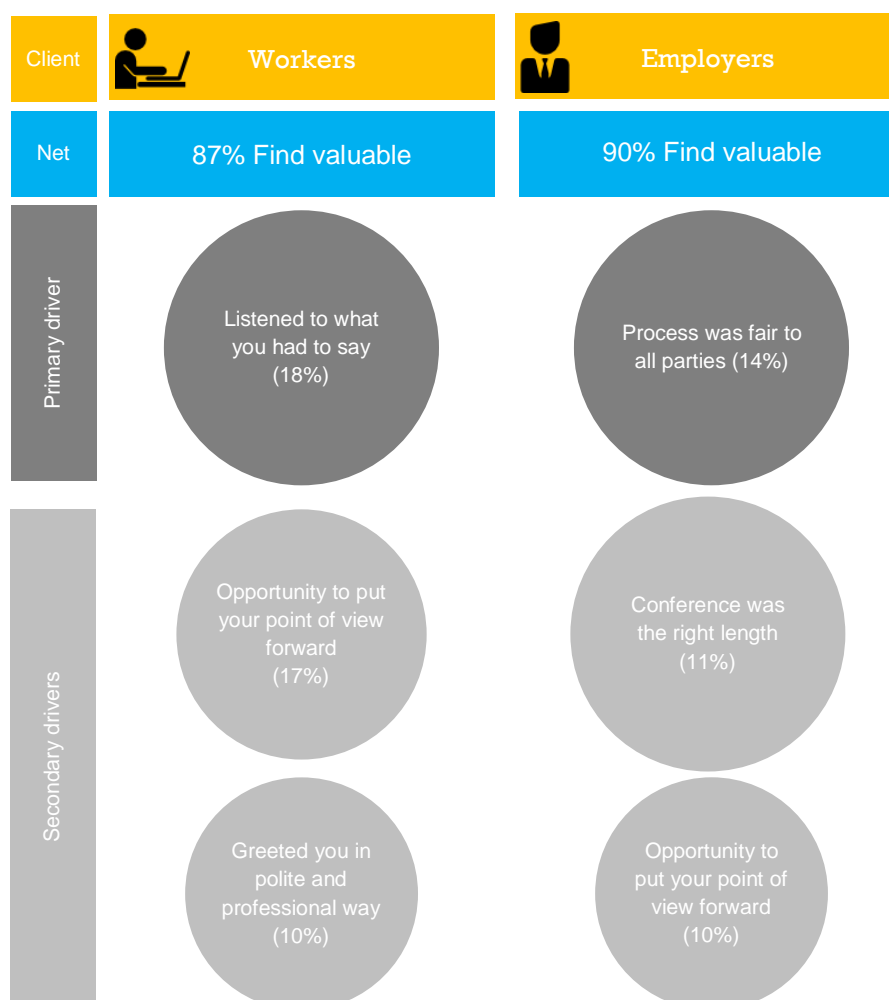 Client
Workers
Employers
Net
87% Find valuable
90% Find valuable
Primary driver
Listened to what
you had to say
(18%)
Process was fair to
all parties (14%)
Secondary drivers
Opportunity to put
your point of view
forward
(17%)
Conference was
the right length
(11%)
Greeted you in
polite and
professional way
(10%)
Opportunity to
put your point of
view forward
(10%)